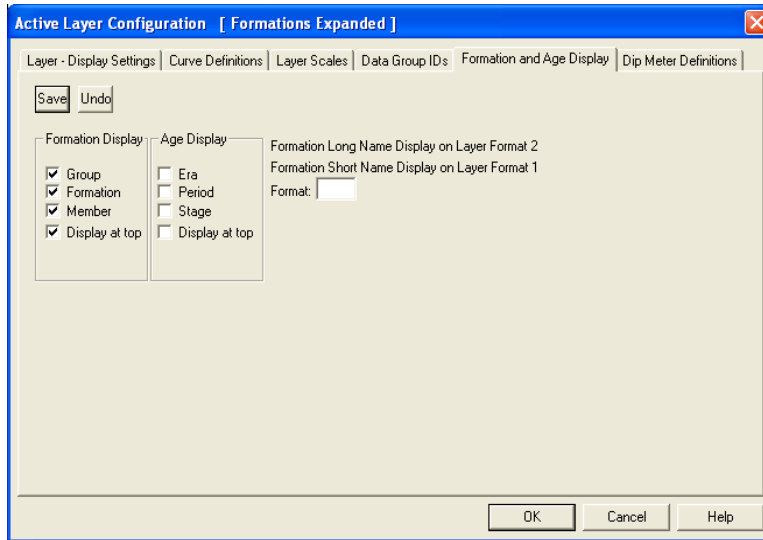 Active Layer Configuration [ Formations Expanded ]
Layer - Display Settings Curve Definitions Layer Scales Data Group IDs Formation and Age Display Dip Meter Definitions
Save Undo
Formation Display Age Display
Formation Long Name Display on Layer Format 2
Formation Short Name Display on Layer Format 1
Format:
Group Era
Formation Period
Member Stage
Display at top Display at top
OK Cancel Help